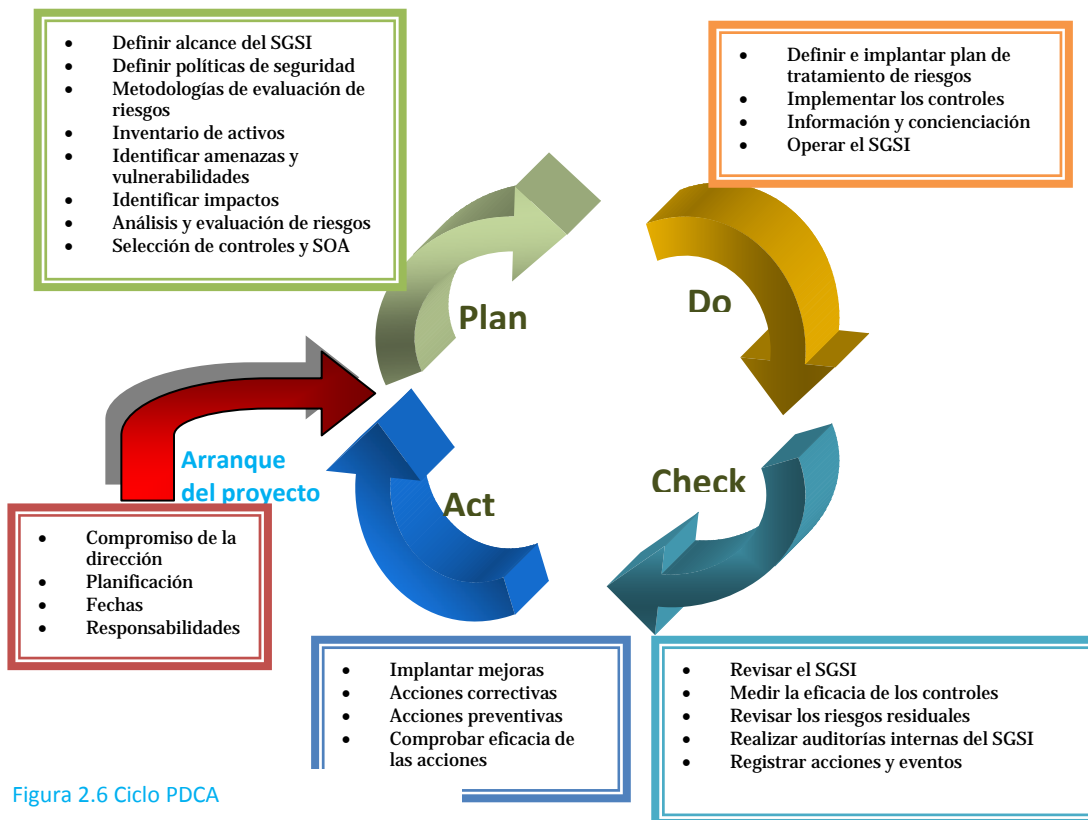 • Definir alcance del SGSI
• Definir políticas de seguridad
• Metodologías de evaluación de
riesgos
• Inventario de activos
• Identificar amenazas y
vulnerabilidades
• Identificar impactos
• Análisis y evaluación de riesgos
• Selección de controles y SOA
• Definir e implantar plan de
tratamiento de riesgos
• Implementar los controles
• Información y concienciación
• Operar el SGSI
Plan
Do
Arranque
del proyecto
Act
Check
• Compromiso de la
dirección
• Planificación
• Fechas
• Responsabilidades
• Implantar mejoras
• Acciones correctivas
• Acciones preventivas
• Comprobar eficacia de
las acciones
• Revisar el SGSI
• Medir la eficacia de los controles
• Revisar los riesgos residuales
• Realizar auditorías internas del SGSI
• Registrar acciones y eventos
Figura 2.6 Ciclo PDCA